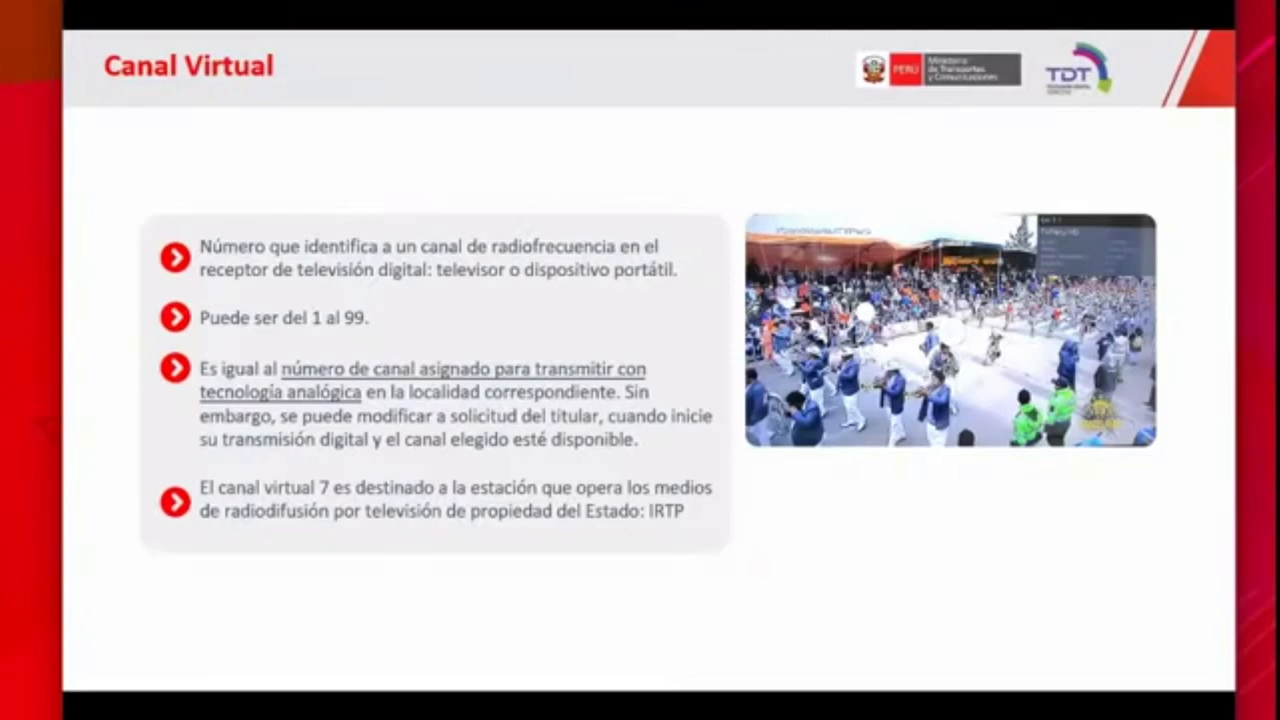 Canal Virtual
PERÚ
Ministerio
de Transportes
y Comunicaciones
TDT
Número que identifica a un canal de radiofrecuencia en el
receptor de televisión digital: televisor o dispositivo portátil.
Puede ser del 1 al 99.
Es igual al número de canal asignado para transmitir con
tecnología analógica en la localidad correspondiente. Sin
embargo, se puede modificar a solicitud del titular, cuando inicie
su transmisión digital y el canal elegido esté disponible.
El canal virtual 7 es destinado a la estación que opera los medios
de radiodifusión por televisión de propiedad del Estado: IRTP